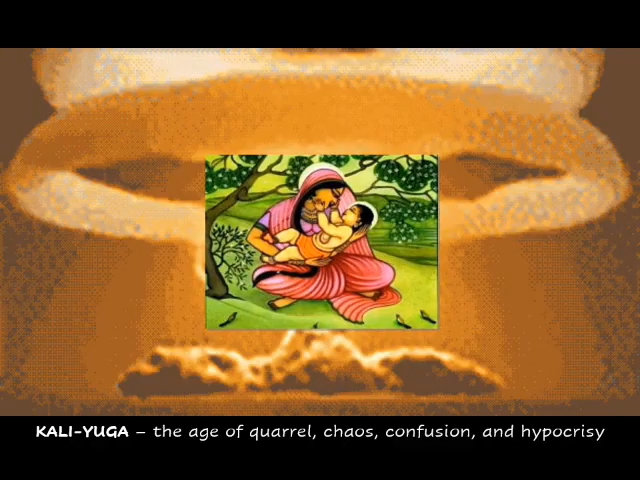 KALI-YUGA – the age of quarrel, chaos, confusion, and hypocrisy